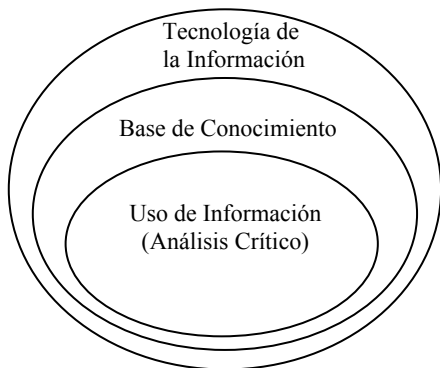 Tecnología de
la Información
Base de Conocimiento
Uso de Información
(Análisis Crítico)